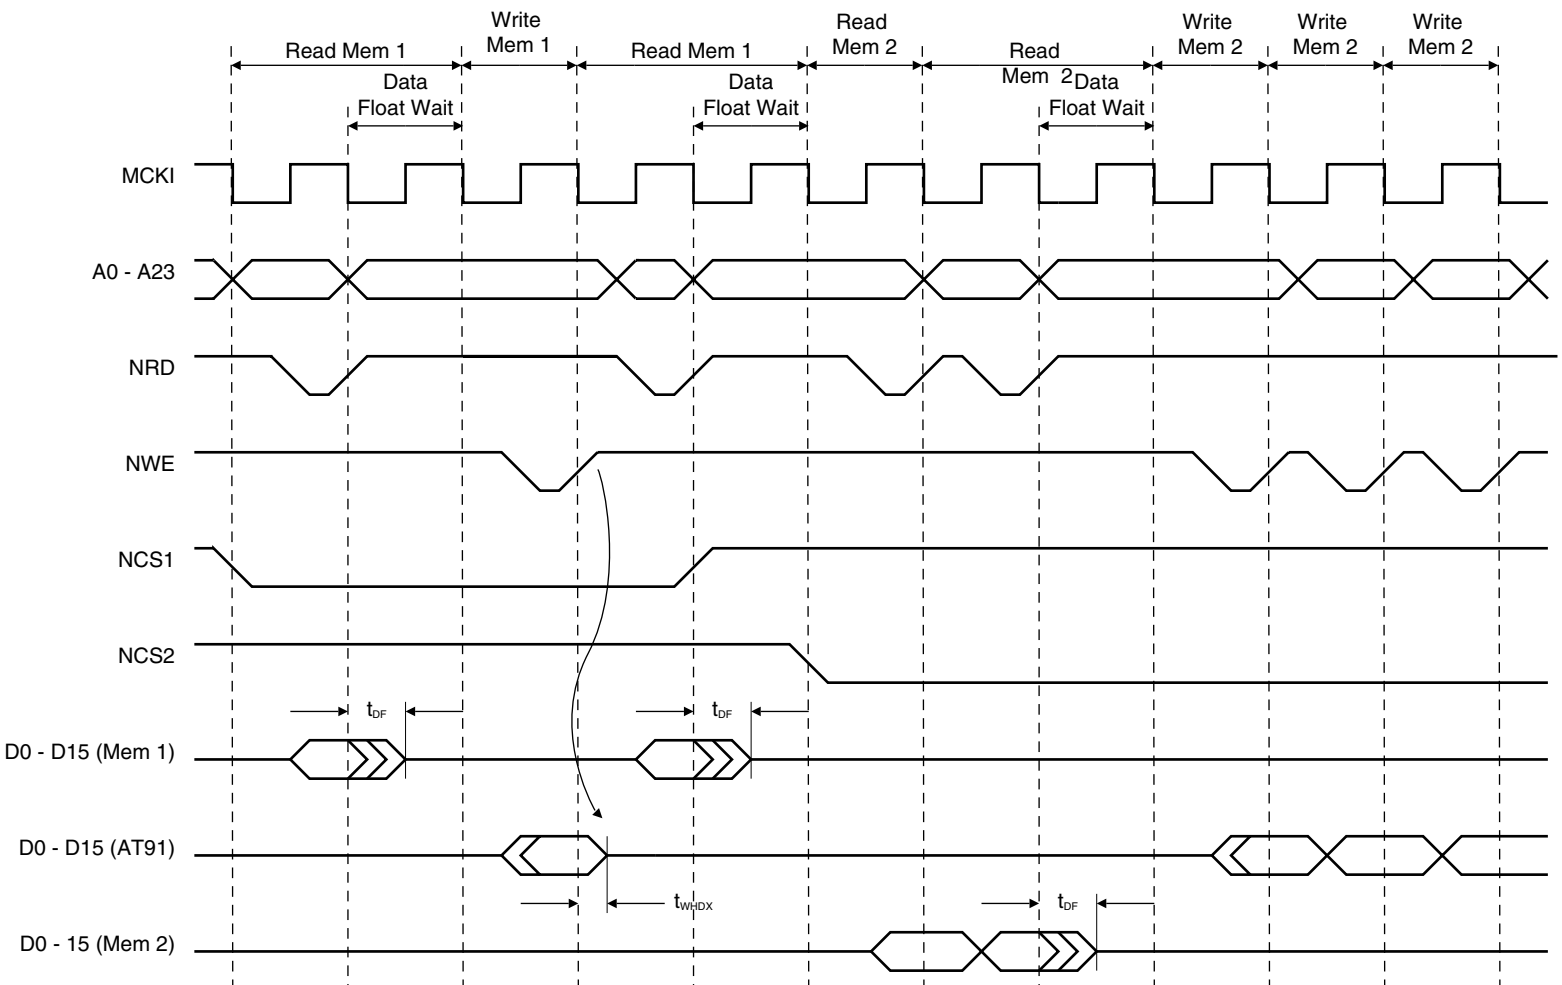 Read Mem 1
Write
Mem 1
Read Mem 1
Read
Mem 2
Read
Mem 2
Write
Mem 2
Write
Mem 2
Write
Mem 2
Data
Float Wait
Data
Float Wait
Data
Float Wait
MCKI
A0 - A23
NRD
NWE
NCS1
NCS2
tDF
tDF
D0 - D15 (Mem 1)
D0 - D15 (AT91)
tWHDX
tDF
D0 - 15 (Mem 2)